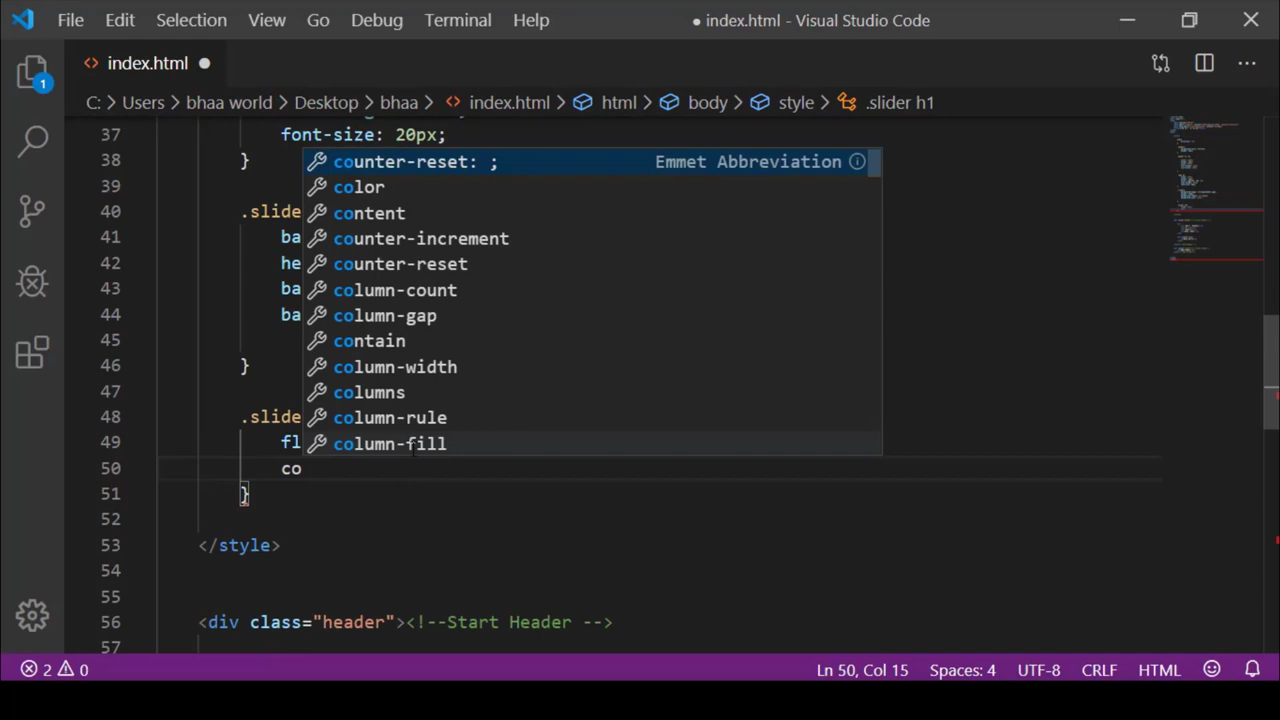 File Edit Selection View Go Debug Terminal Help ● index.html - Visual Studio Code
index.html
C: > Users > bhaa world > Desktop > bhaa > index.html > html > body > style > .slider h1
37 font-size: 20px;
38 }
counter-reset: ; Emmet Abbreviation
39 color
40 .slide content
41 ba counter-increment
42 he counter-reset
43 ba column-count
44 ba column-gap
45 contain
46 } column-width
47 columns
48 .slide column-rule
49 fl column-fill
50 co
51 }
52
53 </style>
54
55
56 <div class="header"><!--Start Header -->
57
1
2 0 Ln 50, Col 15 Spaces: 4 UTF-8 CRLF HTML